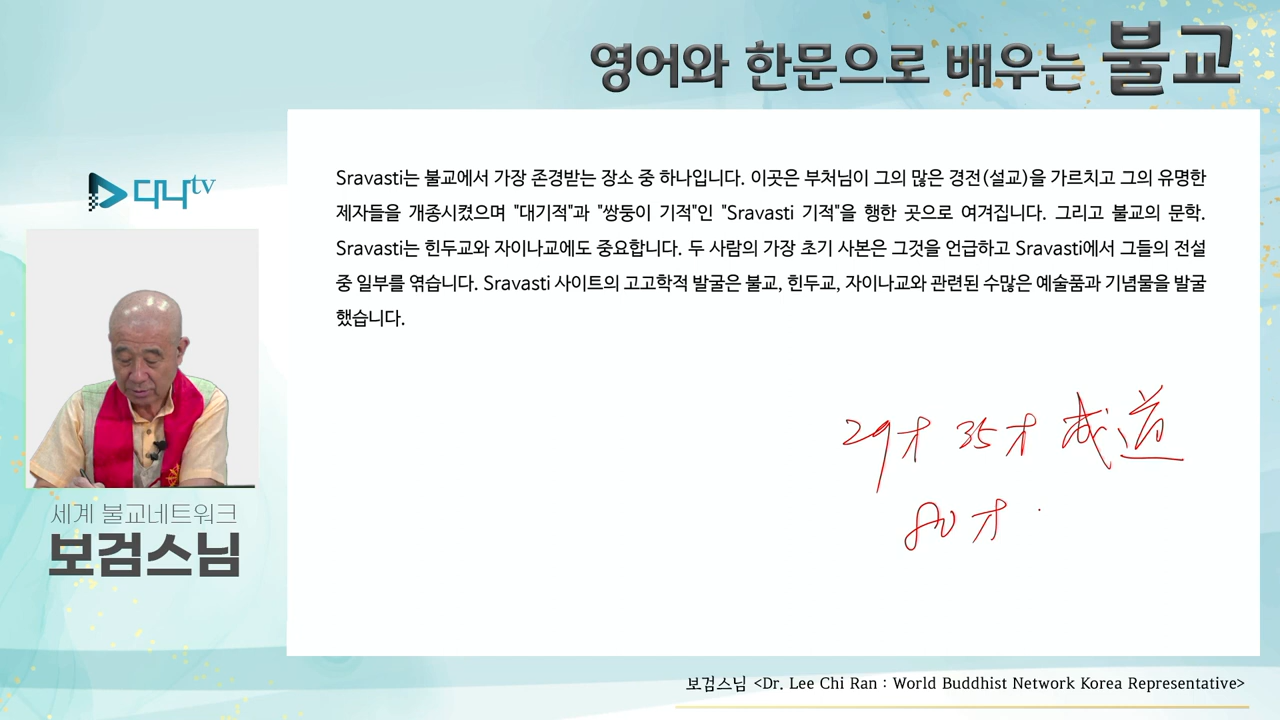 영어와 한문으로 배우는 불교
디나tv
Sravasti는 불교에서 가장 존경받는 장소 중 하나입니다. 이곳은 부처님이 그의 많은 경전(설교)을 가르치고 그의 유명한
제자들을 개종시켰으며 "대기적"과 "쌍둥이 기적"인 "Sravasti 기적"을 행한 곳으로 여겨집니다. 그리고 불교의 문학.
Sravasti는 힌두교와 자이나교에도 중요합니다. 두 사람의 가장 초기 사본은 그것을 언급하고 Sravasti에서 그들의 전설
중 일부를 엮습니다. Sravasti 사이트의 고고학적 발굴은 불교, 힌두교, 자이나교와 관련된 수많은 예술품과 기념물을 발굴
했습니다.
29才 35才 成道
80才
세계 불교네트워크
보검스님
보검스님 <Dr. Lee Chi Ran : World Buddhist Network Korea Representative>